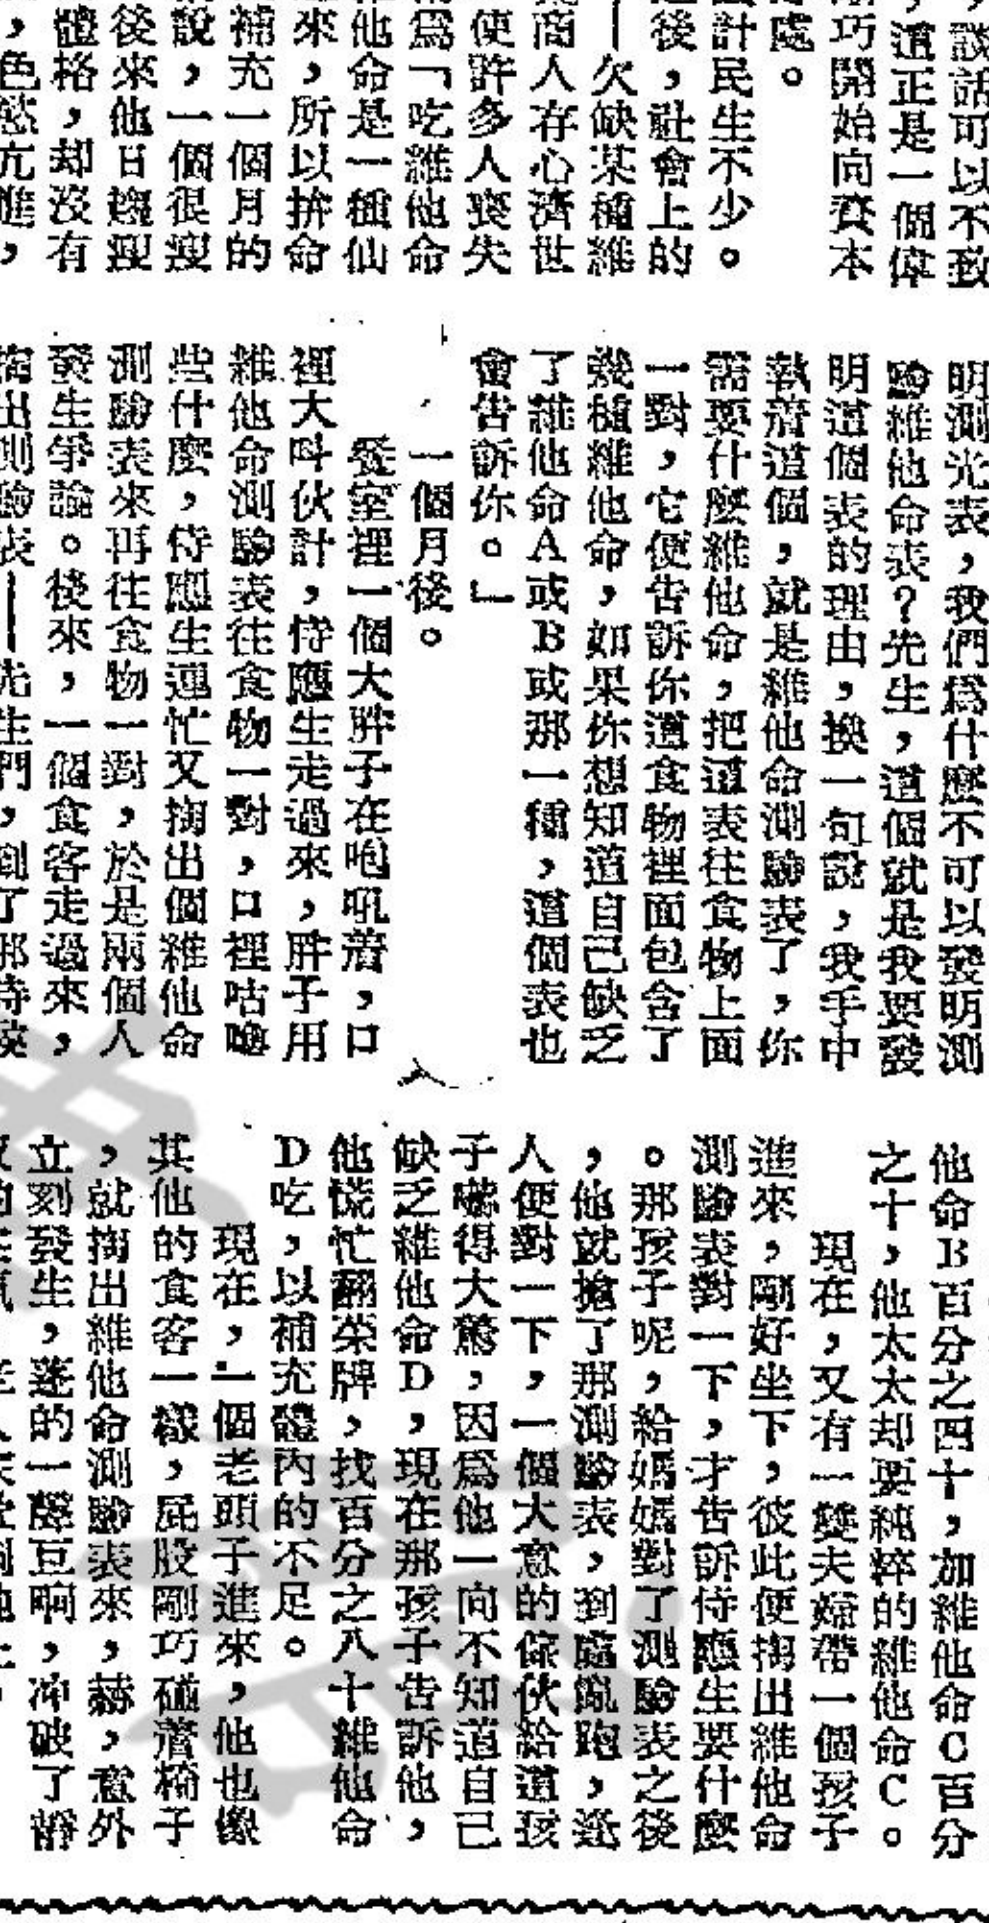 ，談話可以不致
，這正是一個偉
巧開始向資本
處。
計民生不少。
後，社會上的
—欠缺某種維
商人存心濟世
使許多人喪失
為「吃維他命
他命是一種仙
來，所以拚命
補充一個月的
說，一個很瘦
後來他日趨瘦
體格，却沒有
，色慾亢進，
明測光表，我們爲什麼不可以發明測
驗維他命表？先生，這個就是我要發
明這個表的理由，換一句說，我手中
執着這個，就是維他命測驗表了，你
需要什麼維他命，把這表往食物上面
一對，它便告訴你這食物裡面包含了
幾種維他命，如果你想知道自己缺乏
了維他命A或B或那一種，這個表也
會告訴你。」
一個月後。
餐室裡一個大胖子在咆吼着，口
裡大呌伙計，侍應生走過來，胖子用
維他命測驗表往食物一對，口裡咕嚕
些什麼，侍應生連忙又掏出個維他命
測驗表來再往食物一對，於是兩個人
發生爭論。後來，一個食客走過來，
掏出測驗表—先生們，到了那侍候
他命B百分之四十，加維他命C百分
之十，他太太却要純粹的維他命C。
現在，又有一雙夫婦帶一個孩子
進來，剛好坐下，彼此便掏出維他命
測驗表對一下，才告訴侍應生要什麼
。那孩子呢，給媽媽對了測驗表之後
，他就搶了那測驗表，到處亂跑，逢
人便對一下，一個大意的傢伙給這孩
子嚇得大驚，因爲他一向不知道自己
缺乏維他命D，現在那孩子告訴他，
他慌忙翻菜牌，找百分之八十維他命
D吃，以補充體內的不足。
現在，一個老頭子進來，他也像
其他的食客一樣，屁股剛巧碰着椅子
，就掏出維他命測驗表來，赫，意外
立刻發生，蓬的一聲巨响，冲破了靜